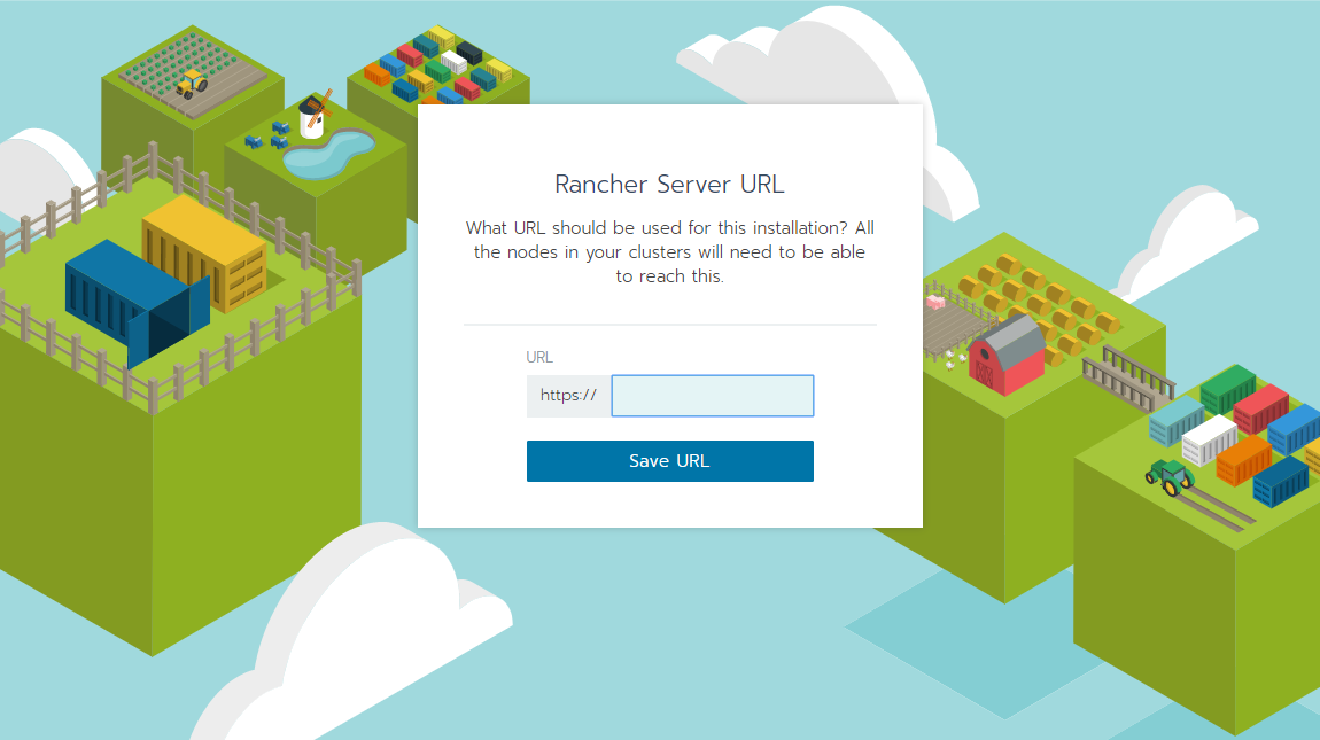 Rancher Server URL
What URL should be used for this installation? All
the nodes in your clusters will need to be able
to reach this.
URL
https://
Save URL